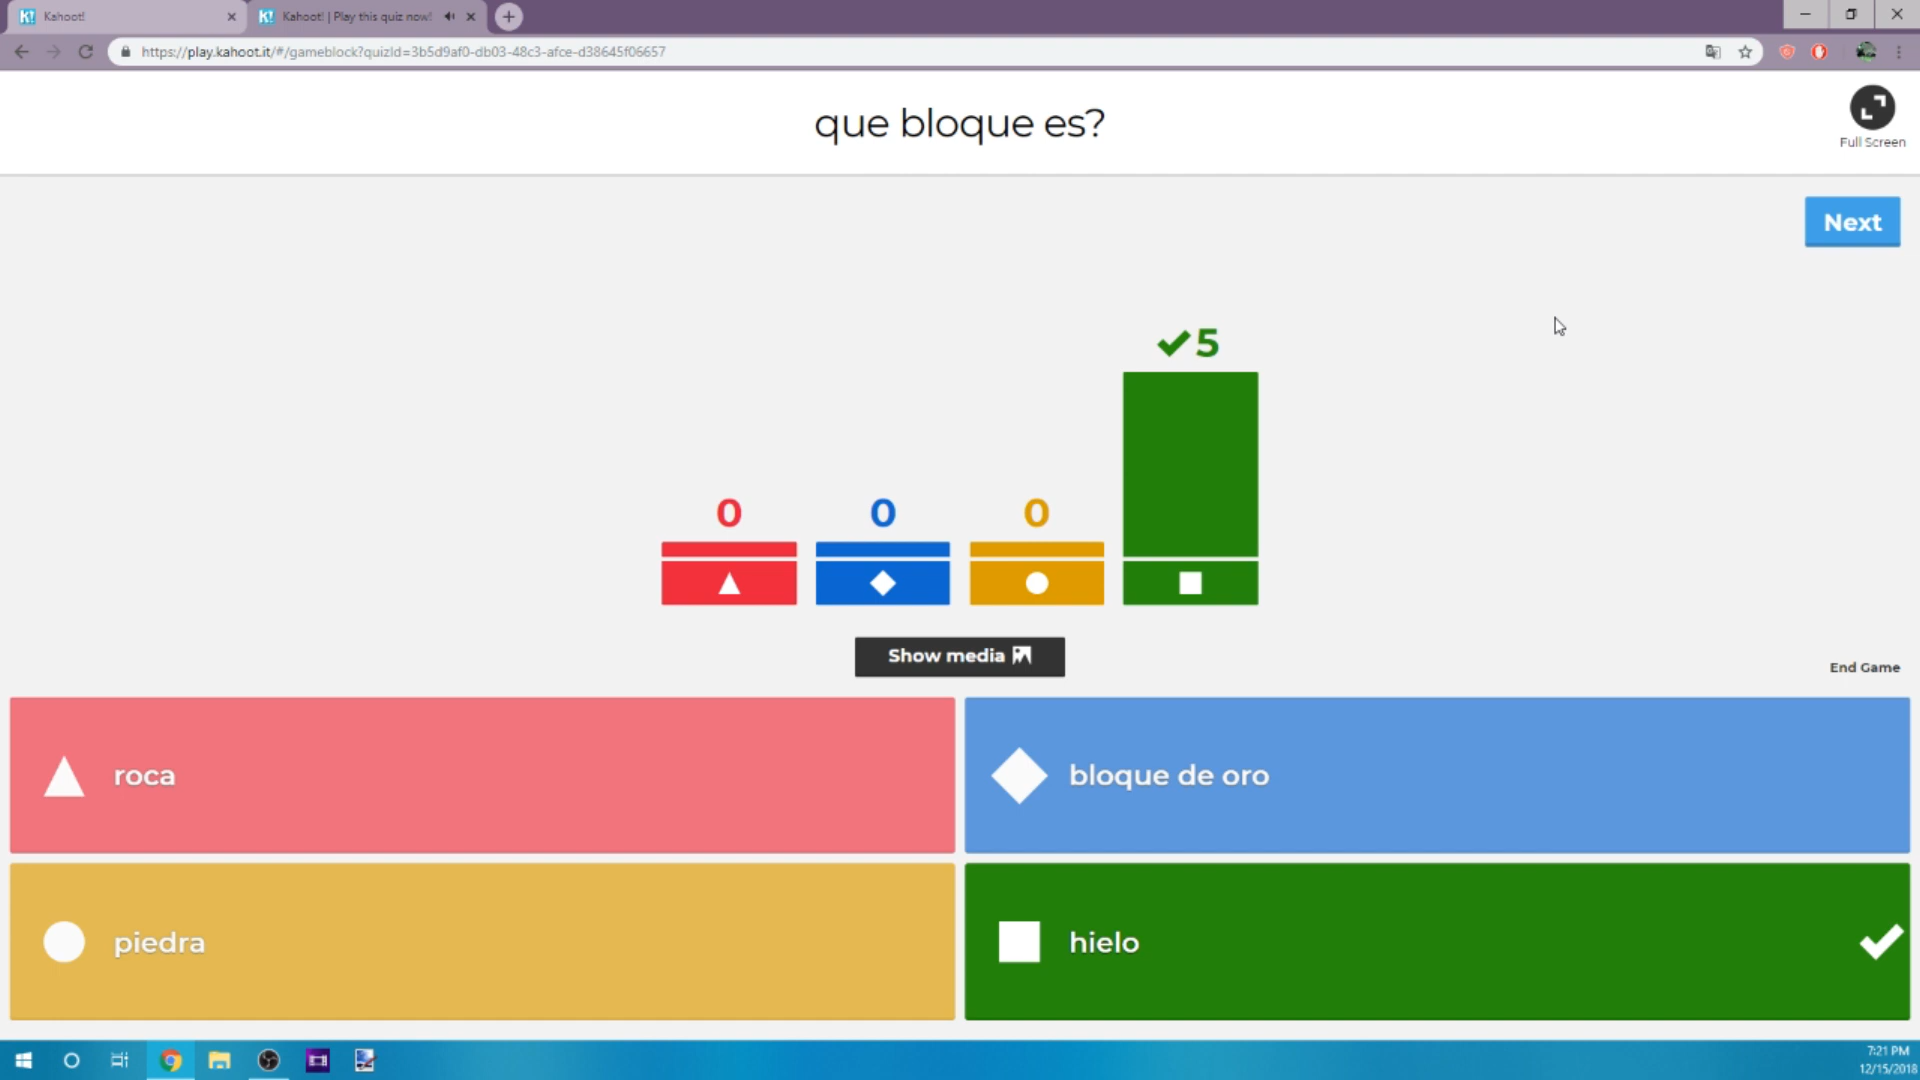 Kahoot!
Kahoot! | Play this quiz now!
https://play.kahoot.it/#/gameblock?quizId=3b5d9af0-db03-48c3-afce-d38645f06657
que bloque es?
Full Screen
Next
5
0
0
0
Show media
End Game
roca
bloque de oro
piedra
hielo
7:21 PM
12/15/2018